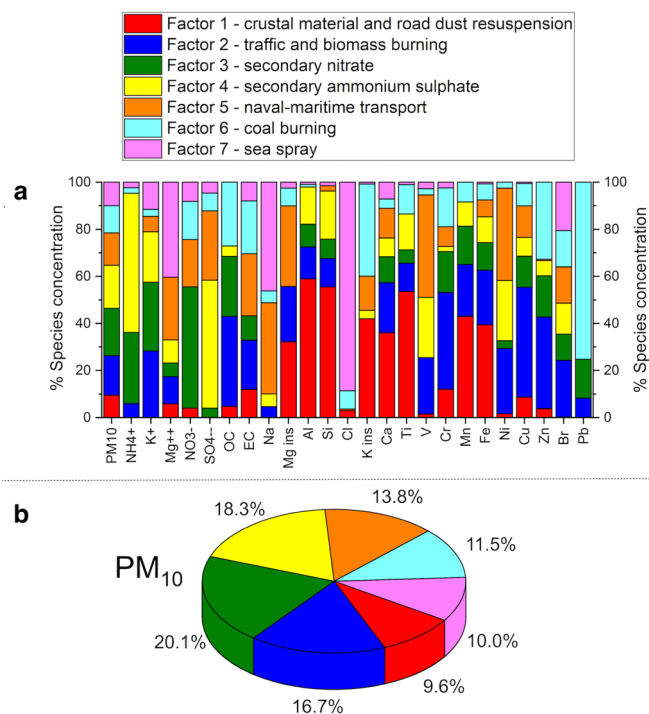 Factor 1 - crustal material and road dust resuspension
Factor 2 - traffic and biomass burning
Factor 3 - secondary nitrate
Factor 4 - secondary ammonium sulphate
Factor 5 - naval-maritime transport
Factor 6 - coal burning
Factor 7 - sea spray
a
100 100
80 80
60 60
40 40
20 20
0 0
% Species concentration
% Species concentration
PM10 NH4+ K+ Mg++ NO3- SO4-- OC EC Na Mg ins Al Si Cl K ins Ca Ti V Cr Mn Fe Ni Cu Zn Br Pb
b
PM10
18.3%
13.8%
11.5%
10.0%
9.6%
16.7%
20.1%